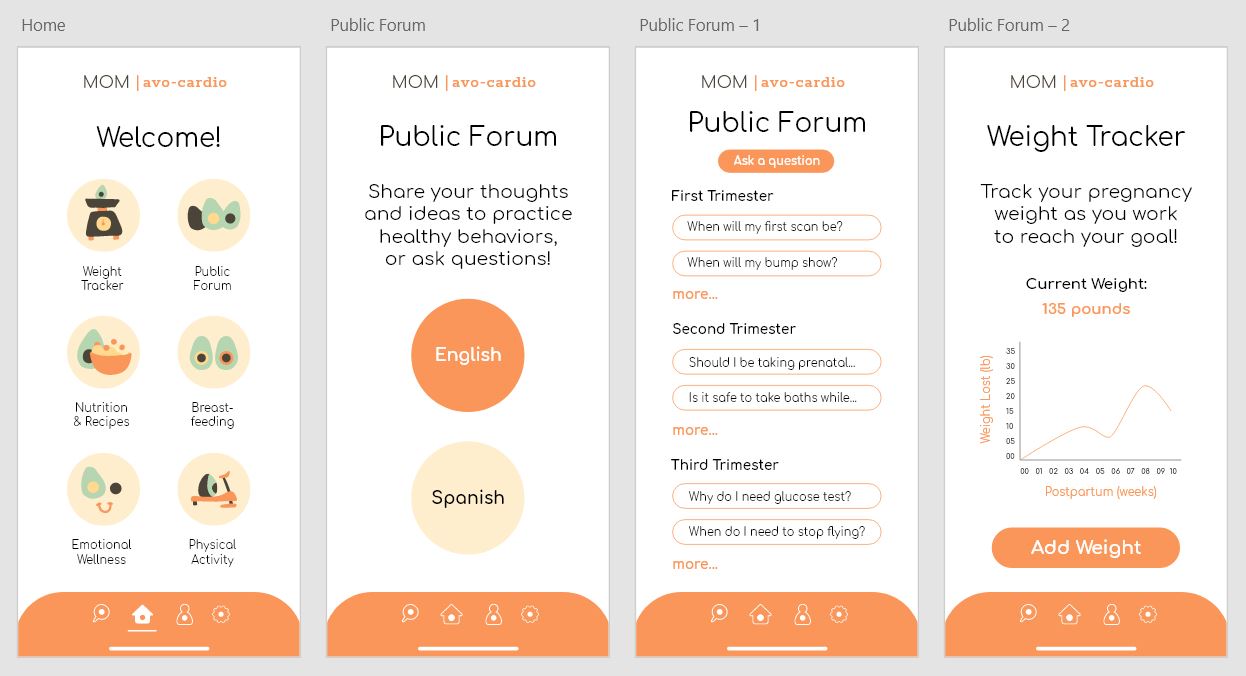 Home
MOM | avo-cardio
Welcome!
Weight
Tracker
Public
Forum
Nutrition
& Recipes
Breast-
feeding
Emotional
Wellness
Physical
Activity
Public Forum
MOM | avo-cardio
Public Forum
Share your thoughts
and ideas to practice
healthy behaviors,
or ask questions!
English
Spanish
Public Forum – 1
MOM | avo-cardio
Public Forum
Ask a question
First Trimester
When will my first scan be?
When will my bump show?
more...
Second Trimester
Should I be taking prenatal...
Is it safe to take baths while...
more...
Third Trimester
Why do I need glucose test?
When do I need to stop flying?
more...
Public Forum – 2
MOM | avo-cardio
Weight Tracker
Track your pregnancy
weight as you work
to reach your goal!
Current Weight:
135 pounds
Weight Lost (lb)
35
30
25
20
15
10
05
00
00 01 02 03 04 05 06 07 08 09 10
Postpartum (weeks)
Add Weight